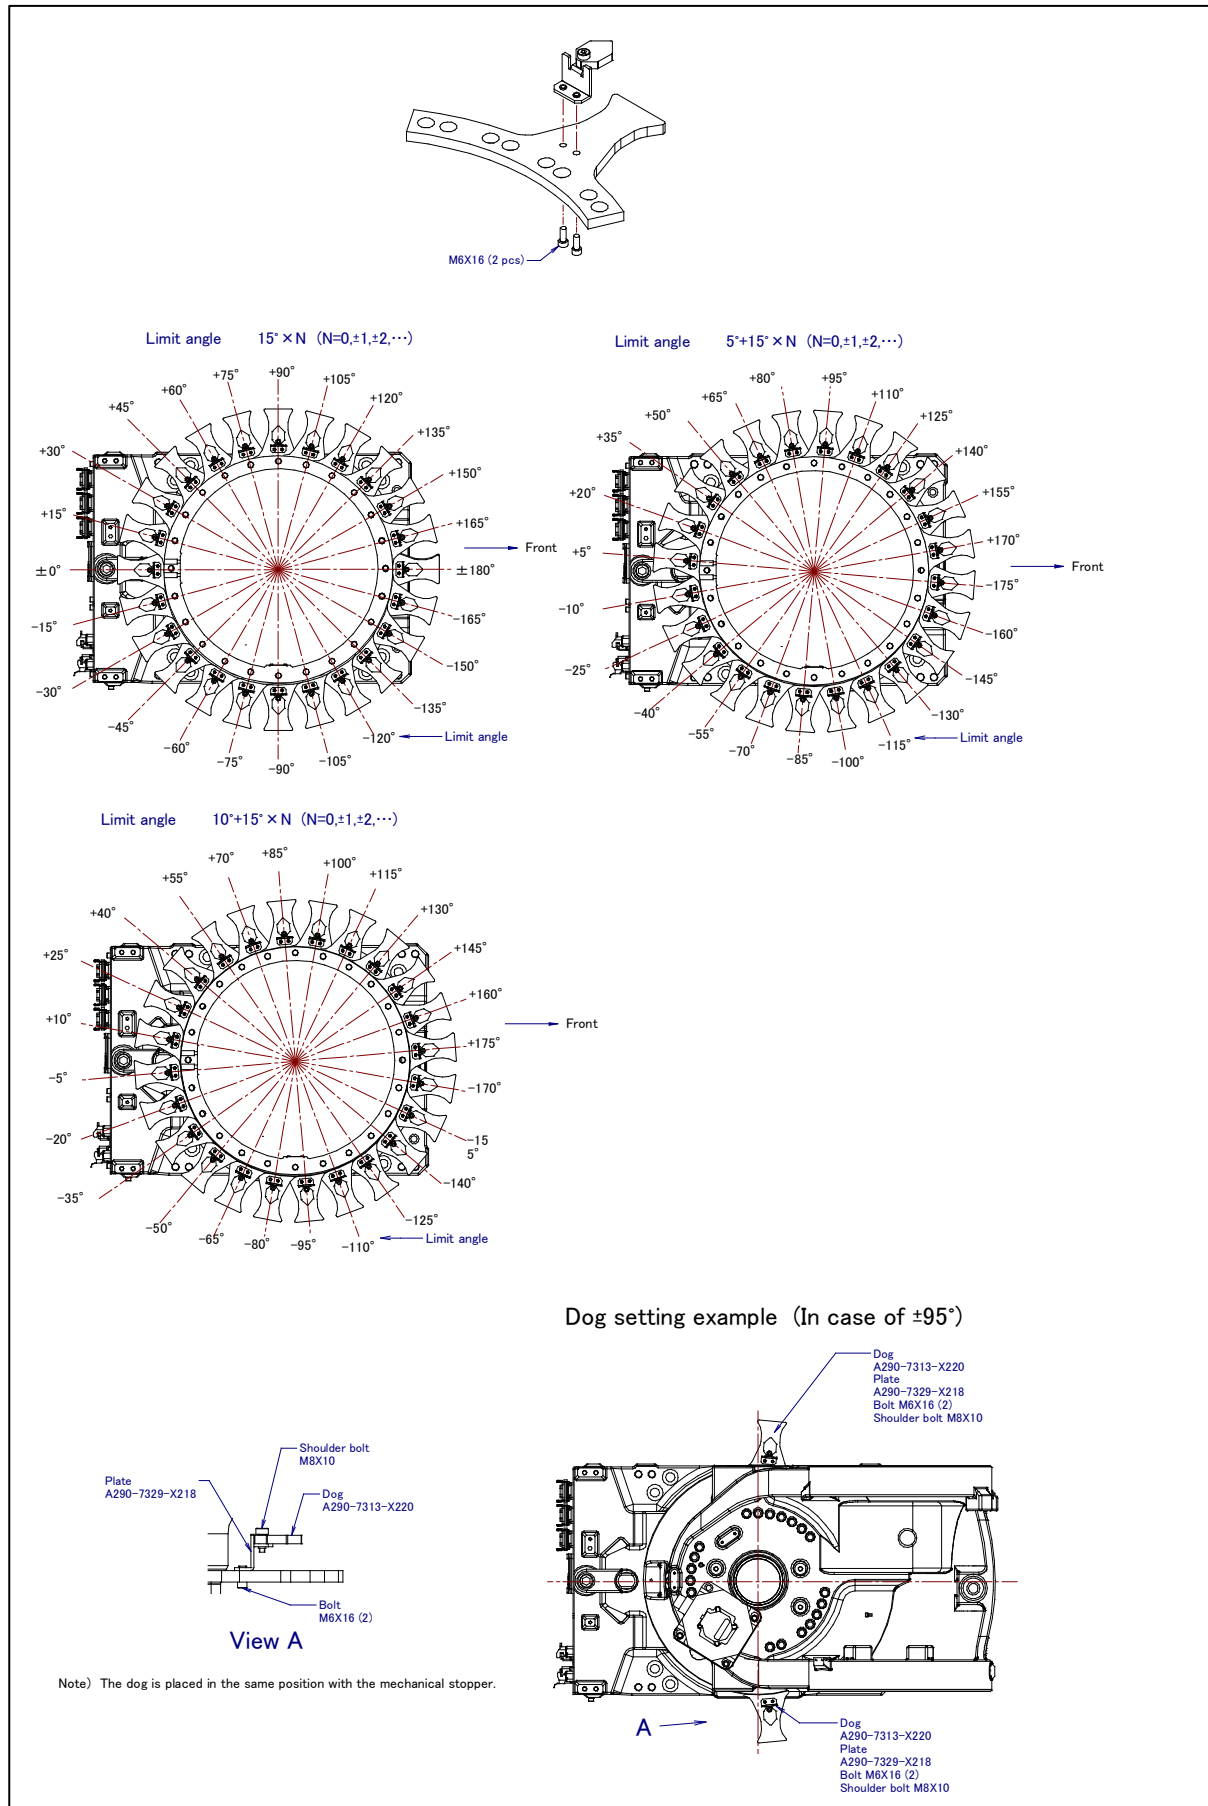 M6X16 (2 pcs)
Limit angle 15°×N (N=0,±1,±2,⋯)
+90°
+75°
+105°
+60°
+120°
+45°
+135°
+30°
+150°
+15°
+165°
±0°
±180°
Front
-15°
-165°
-30°
-150°
-45°
-135°
-60°
-120°
Limit angle
-75°
-105°
-90°
Limit angle 5°+15°×N (N=0,±1,±2,⋯)
+80°
+95°
+65°
+110°
+50°
+125°
+35°
+140°
+20°
+155°
+5°
+170°
Front
-175°
-10°
-160°
-25°
-145°
-40°
-130°
-55°
-115°
Limit angle
-70°
-85°
-100°
Limit angle 10°+15°×N (N=0,±1,±2,⋯)
+85°
+70°
+100°
+55°
+115°
+40°
+130°
+25°
+145°
+10°
+160°
Front
+175°
-5°
-170°
-20°
-15
5°
-35°
-140°
-50°
-125°
-65°
-80°
-95°
-110°
Limit angle
Dog setting example (In case of ±95°)
Dog
A290-7313-X220
Plate
A290-7329-X218
Bolt M6X16 (2)
Shoulder bolt M8X10
Shoulder bolt
M8X10
Plate
A290-7329-X218
Dog
A290-7313-X220
Bolt
M6X16 (2)
View A
Note) The dog is placed in the same position with the mechanical stopper.
A
Dog
A290-7313-X220
Plate
A290-7329-X218
Bolt M6X16 (2)
Shoulder bolt M8X10